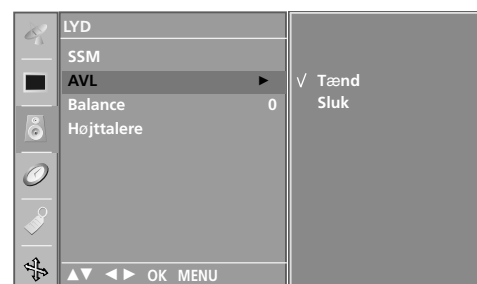 LYD
SSM
AVL ►
Balance 0
Højttalere
√ Tænd
Sluk
▲▼ ◄► OK MENU